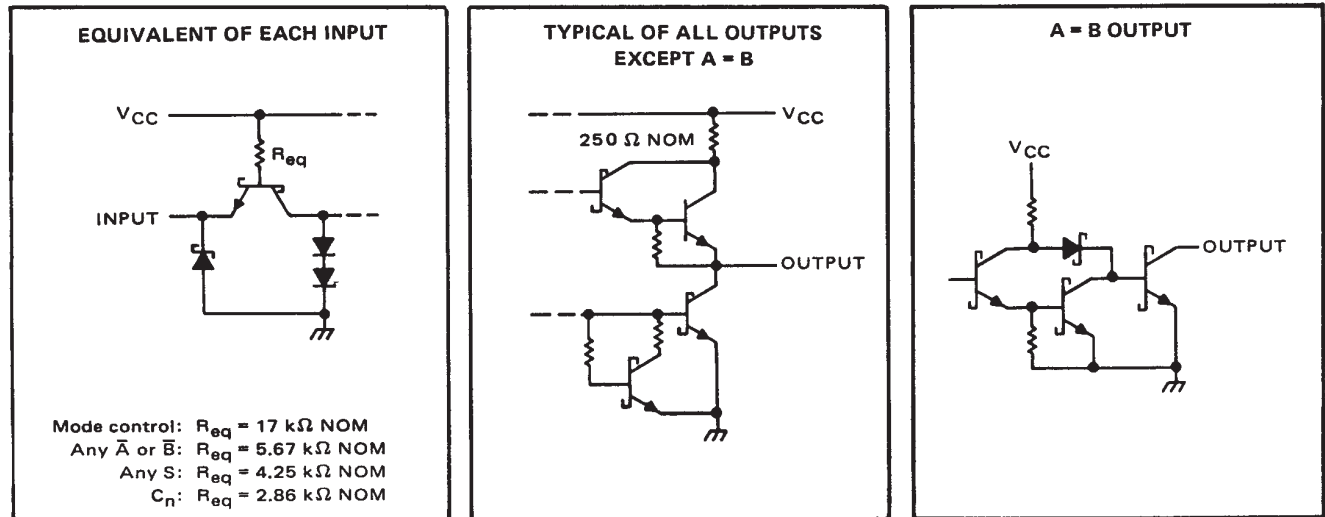 EQUIVALENT OF EACH INPUT
VCC
Req
INPUT
Mode control: Req = 17 kΩ NOM
Any A̅ or B̅: Req = 5.67 kΩ NOM
Any S: Req = 4.25 kΩ NOM
Cn: Req = 2.86 kΩ NOM
TYPICAL OF ALL OUTPUTS
EXCEPT A = B
VCC
250 Ω NOM
OUTPUT
A = B OUTPUT
VCC
OUTPUT